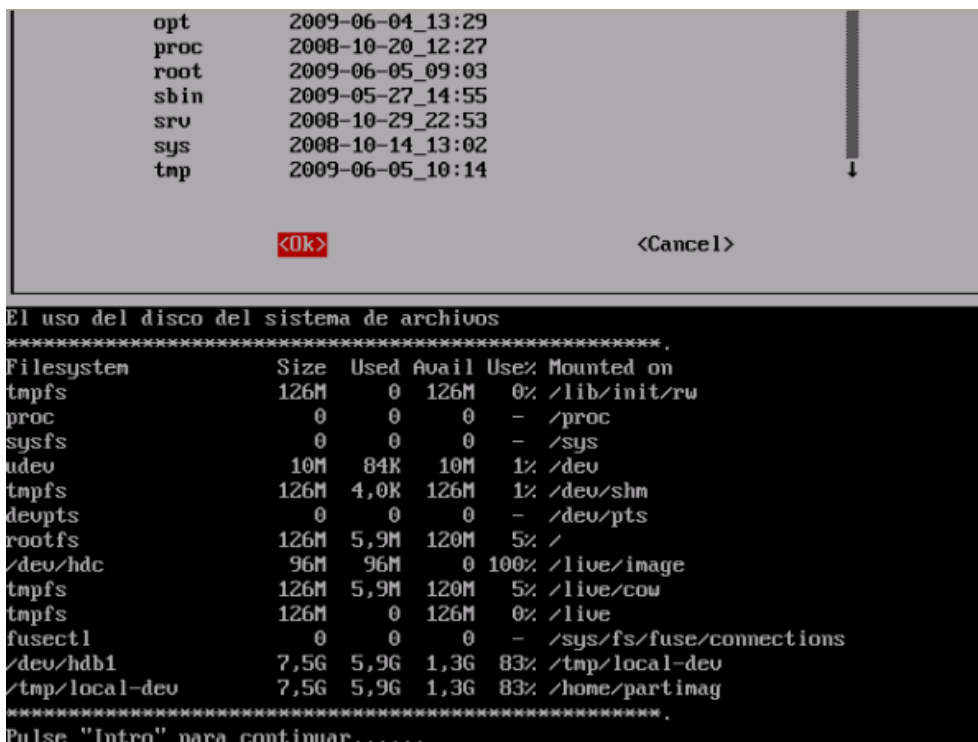 opt 2009-06-04_13:29
proc 2008-10-20_12:27
root 2009-06-05_09:03
sbin 2009-05-27_14:55
srv 2008-10-29_22:53
sys 2008-10-14_13:02
tmp 2009-06-05_10:14
<Ok> <Cancel>
El uso del disco del sistema de archivos
*****************************************************.
Filesystem Size Used Avail Use% Mounted on
tmpfs 126M 0 126M 0% /lib/init/rw
proc 0 0 0 - /proc
sysfs 0 0 0 - /sys
udev 10M 84K 10M 1% /dev
tmpfs 126M 4,0K 126M 1% /dev/shm
devpts 0 0 0 - /dev/pts
rootfs 126M 5,9M 120M 5% /
/dev/hdc 96M 96M 0 100% /live/image
tmpfs 126M 5,9M 120M 5% /live/cow
tmpfs 126M 0 126M 0% /live
fusectl 0 0 0 - /sys/fs/fuse/connections
/dev/hdb1 7,5G 5,9G 1,3G 83% /tmp/local-dev
/tmp/local-dev 7,5G 5,9G 1,3G 83% /home/partimag
*****************************************************.
Pulse "Intro" para continuar......